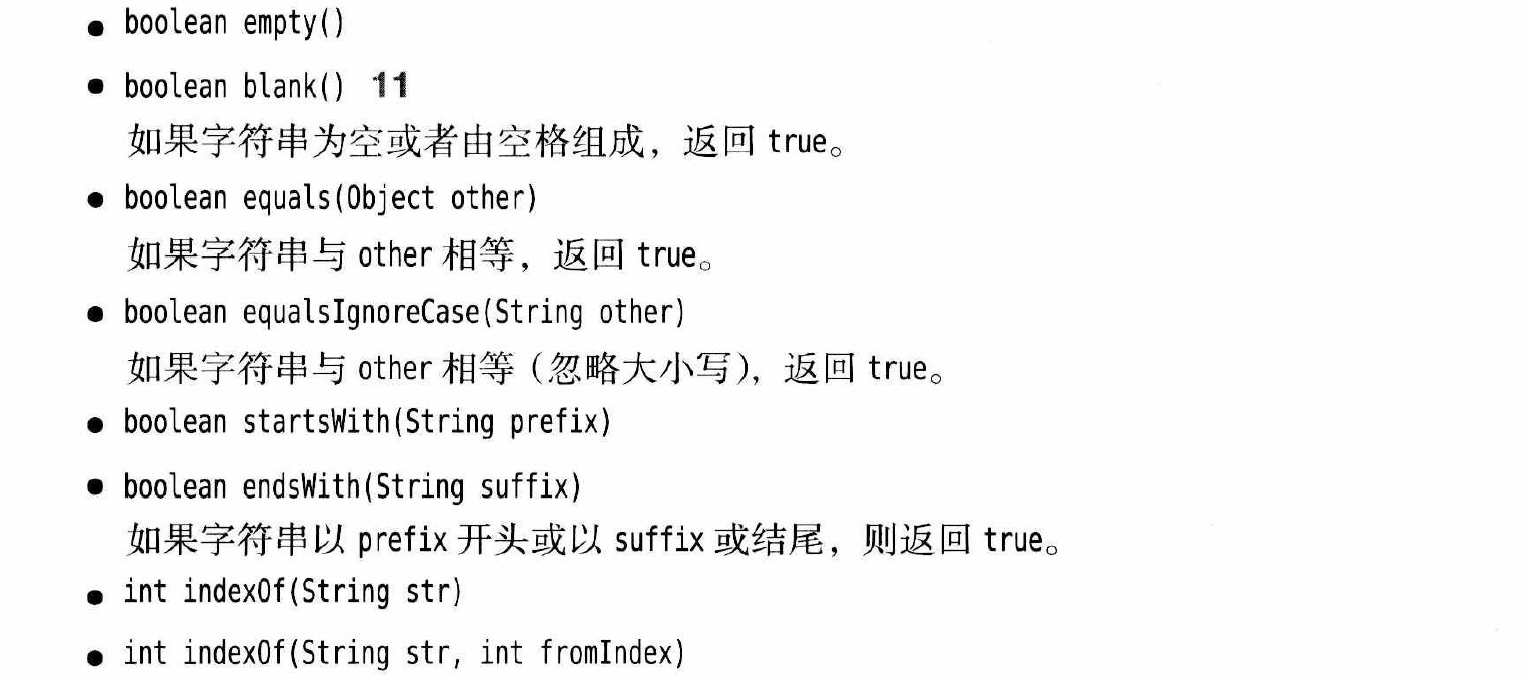 • boolean empty()
• boolean blank() 11
如果字符串为空或者由空格组成，返回 true。
• boolean equals(Object other)
如果字符串与 other 相等，返回 true。
• boolean equalsIgnoreCase(String other)
如果字符串与 other 相等（忽略大小写），返回 true。
• boolean startsWith(String prefix)
• boolean endsWith(String suffix)
如果字符串以 prefix 开头或以 suffix 或结尾，则返回 true。
• int indexOf(String str)
• int indexOf(String str, int fromIndex)